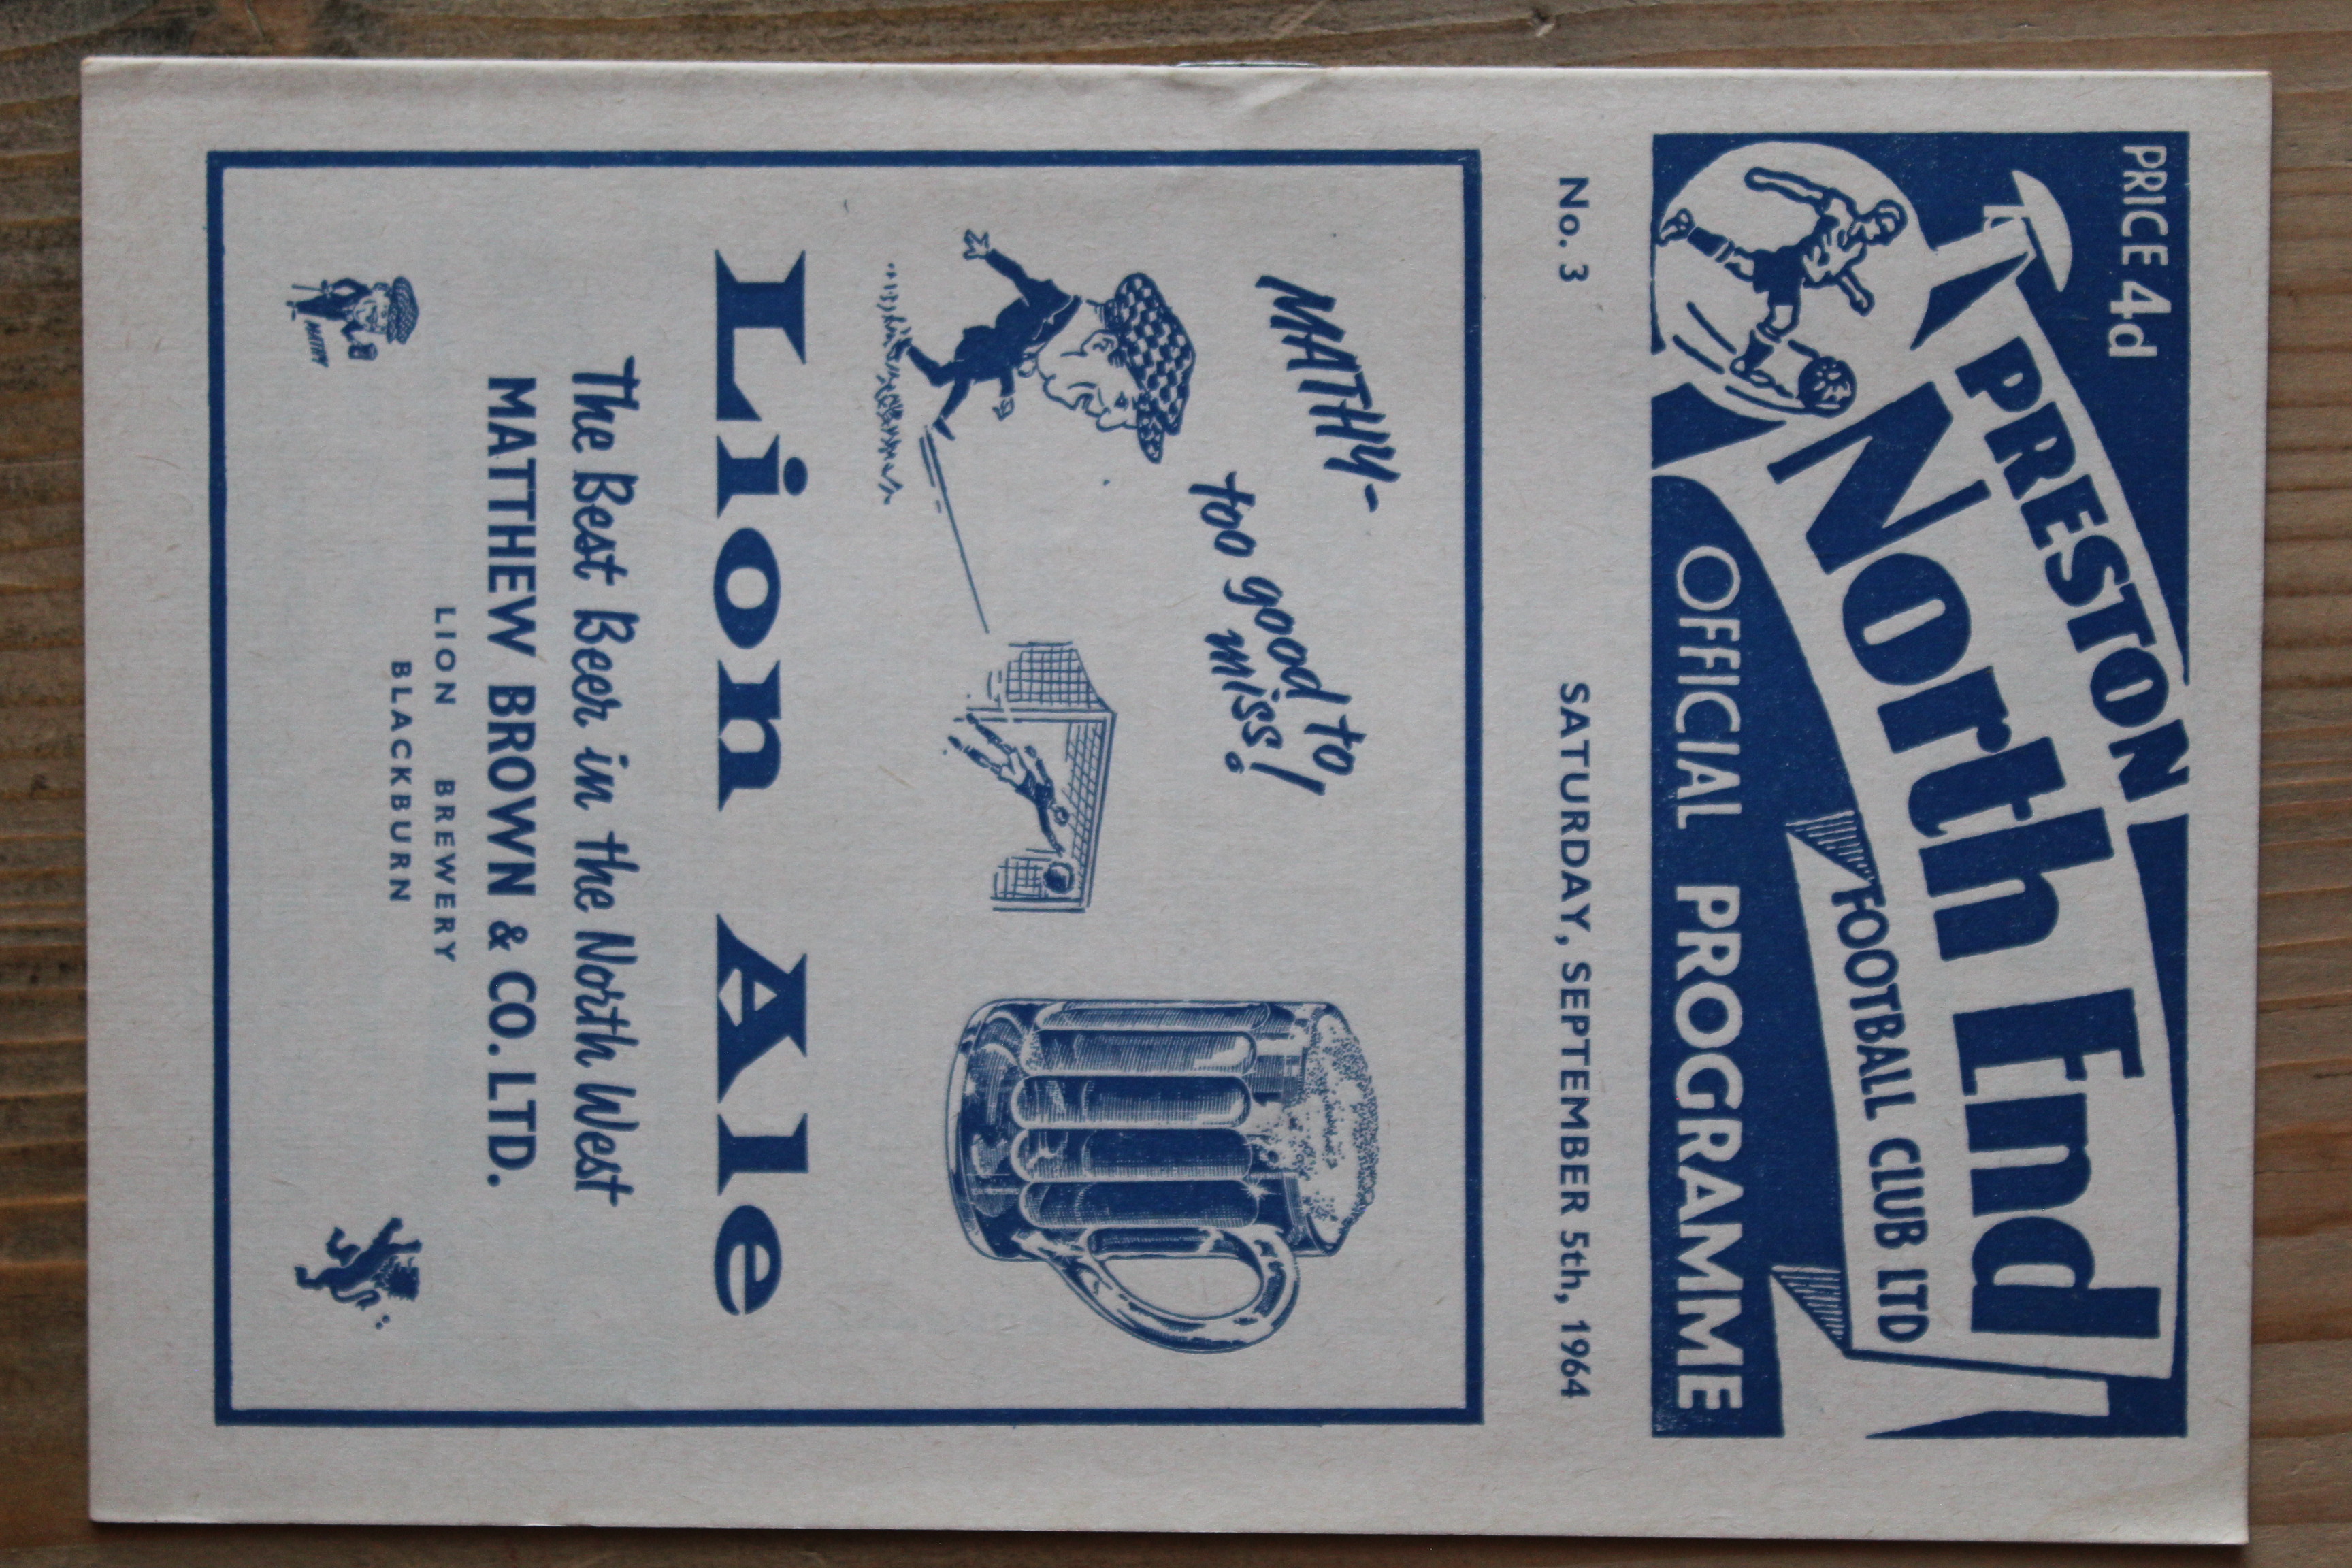 PRICE 4d
PRESTON
North End
FOOTBALL CLUB LTD
OFFICIAL PROGRAMME
No. 3 SATURDAY, SEPTEMBER 5th, 1964
MATHY-
too good to
miss!
Lion Ale
The Best Beer in the North West
MATTHEW BROWN & CO. LTD.
LION BREWERY
BLACKBURN
MATHY